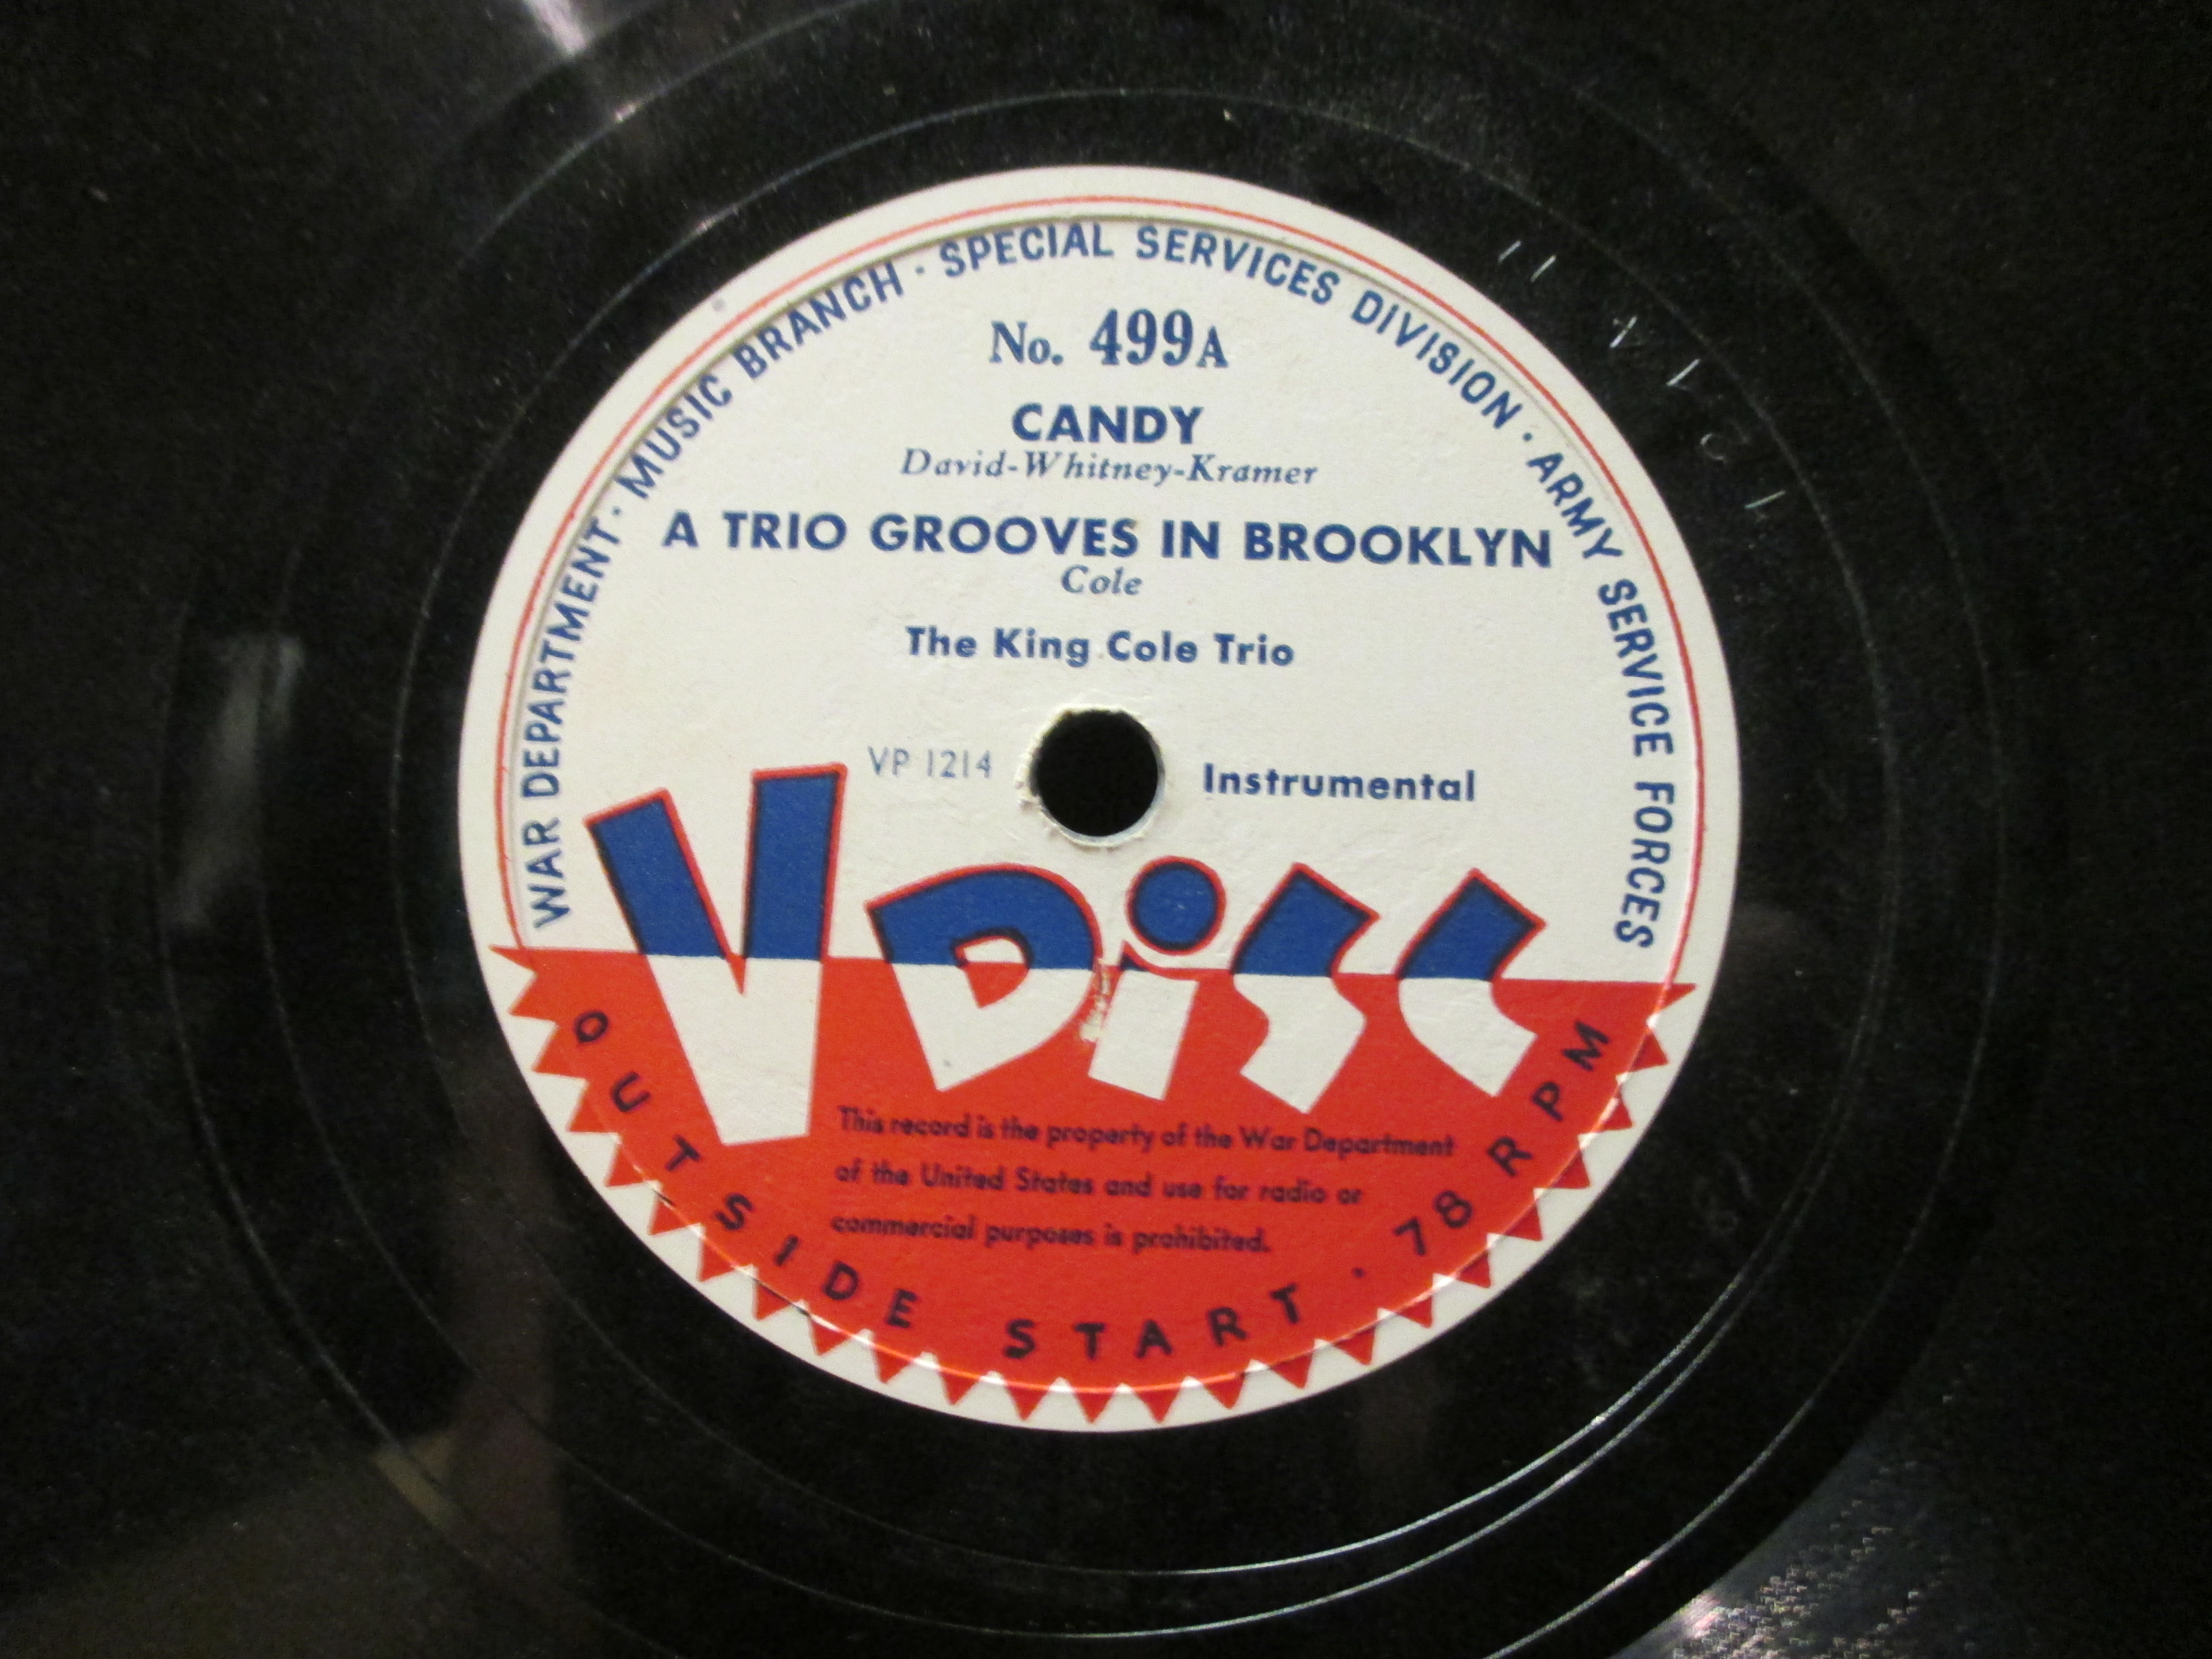 WAR DEPARTMENT · MUSIC BRANCH · SPECIAL SERVICES DIVISION · ARMY SERVICE FORCES
No. 499A
CANDY
David-Whitney-Kramer
A TRIO GROOVES IN BROOKLYN
Cole
The King Cole Trio
VP 1214
Instrumental
V DiSC
This record is the property of the War Department
of the United States and use for radio or
commercial purposes is prohibited.
OUTSIDE START · 78 RPM